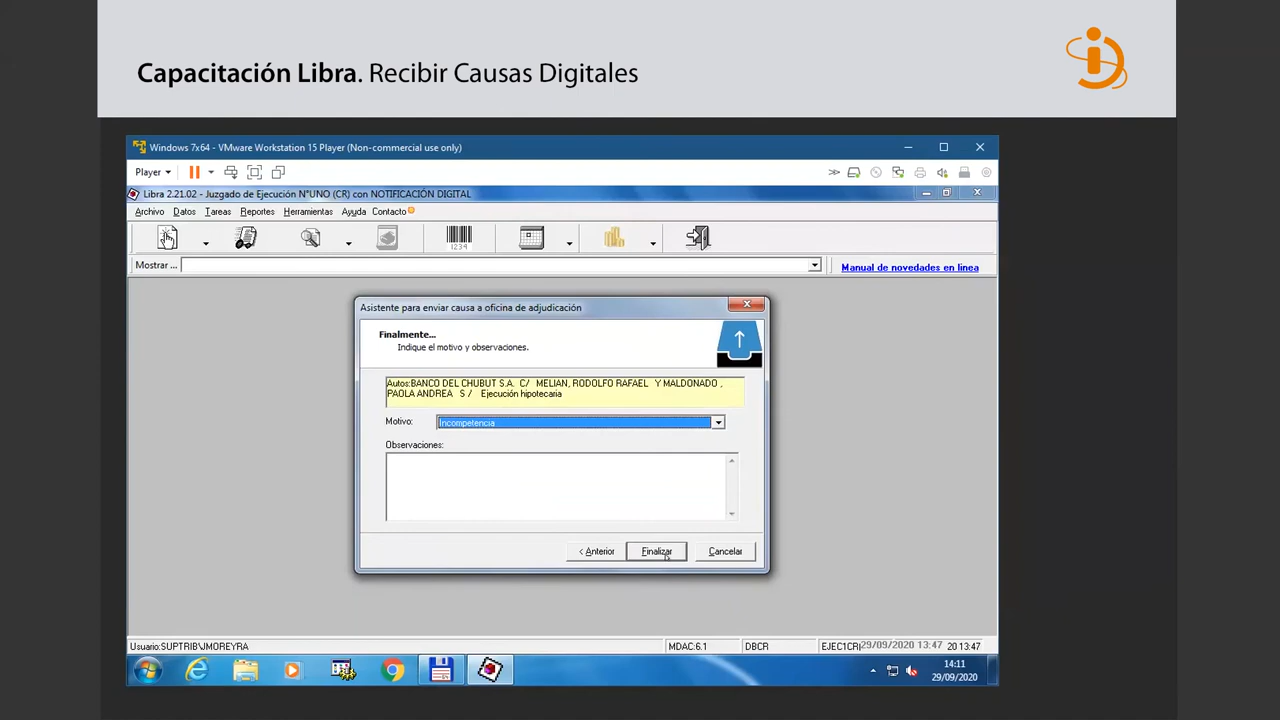 Capacitación Libra. Recibir Causas Digitales
Windows 7x64 - VMware Workstation 15 Player (Non-commercial use only)
Player
Libra 2.21.02 - Juzgado de Ejecución N°UNO (CR) con NOTIFICACIÓN DIGITAL
Archivo Datos Tareas Reportes Herramientas Ayuda Contacto
1234
Mostrar ...
Manual de novedades en linea
Asistente para enviar causa a oficina de adjudicación
Finalmente...
Indique el motivo y observaciones.
Autos:BANCO DEL CHUBUT S.A. C/ MELIAN, RODOLFO RAFAEL Y MALDONADO ,
PAOLA ANDREA S / Ejecución hipotecaria
Motivo: Incompetencia
Observaciones:
< Anterior Finalizar Cancelar
Usuario:SUPTRIB\JMOREYRA MDAC:6.1 DBCR EJEC1CR 29/09/2020 13:47 20 13:47
14:11
29/09/2020